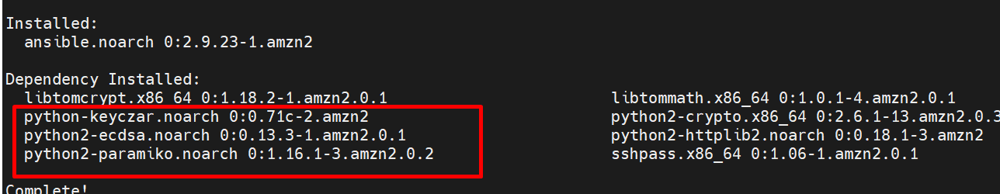 Installed:
ansible.noarch 0:2.9.23-1.amzn2
Dependency Installed:
libtomcrypt.x86_64 0:1.18.2-1.amzn2.0.1 libtommath.x86_64 0:1.0.1-4.amzn2.0.1
python-keyczar.noarch 0:0.71c-2.amzn2 python2-crypto.x86_64 0:2.6.1-13.amzn2.0.3
python2-ecdsa.noarch 0:0.13.3-1.amzn2.0.1 python2-httplib2.noarch 0:0.18.1-3.amzn2
python2-paramiko.noarch 0:1.16.1-3.amzn2.0.2 sshpass.x86_64 0:1.06-1.amzn2.0.1
Complete!